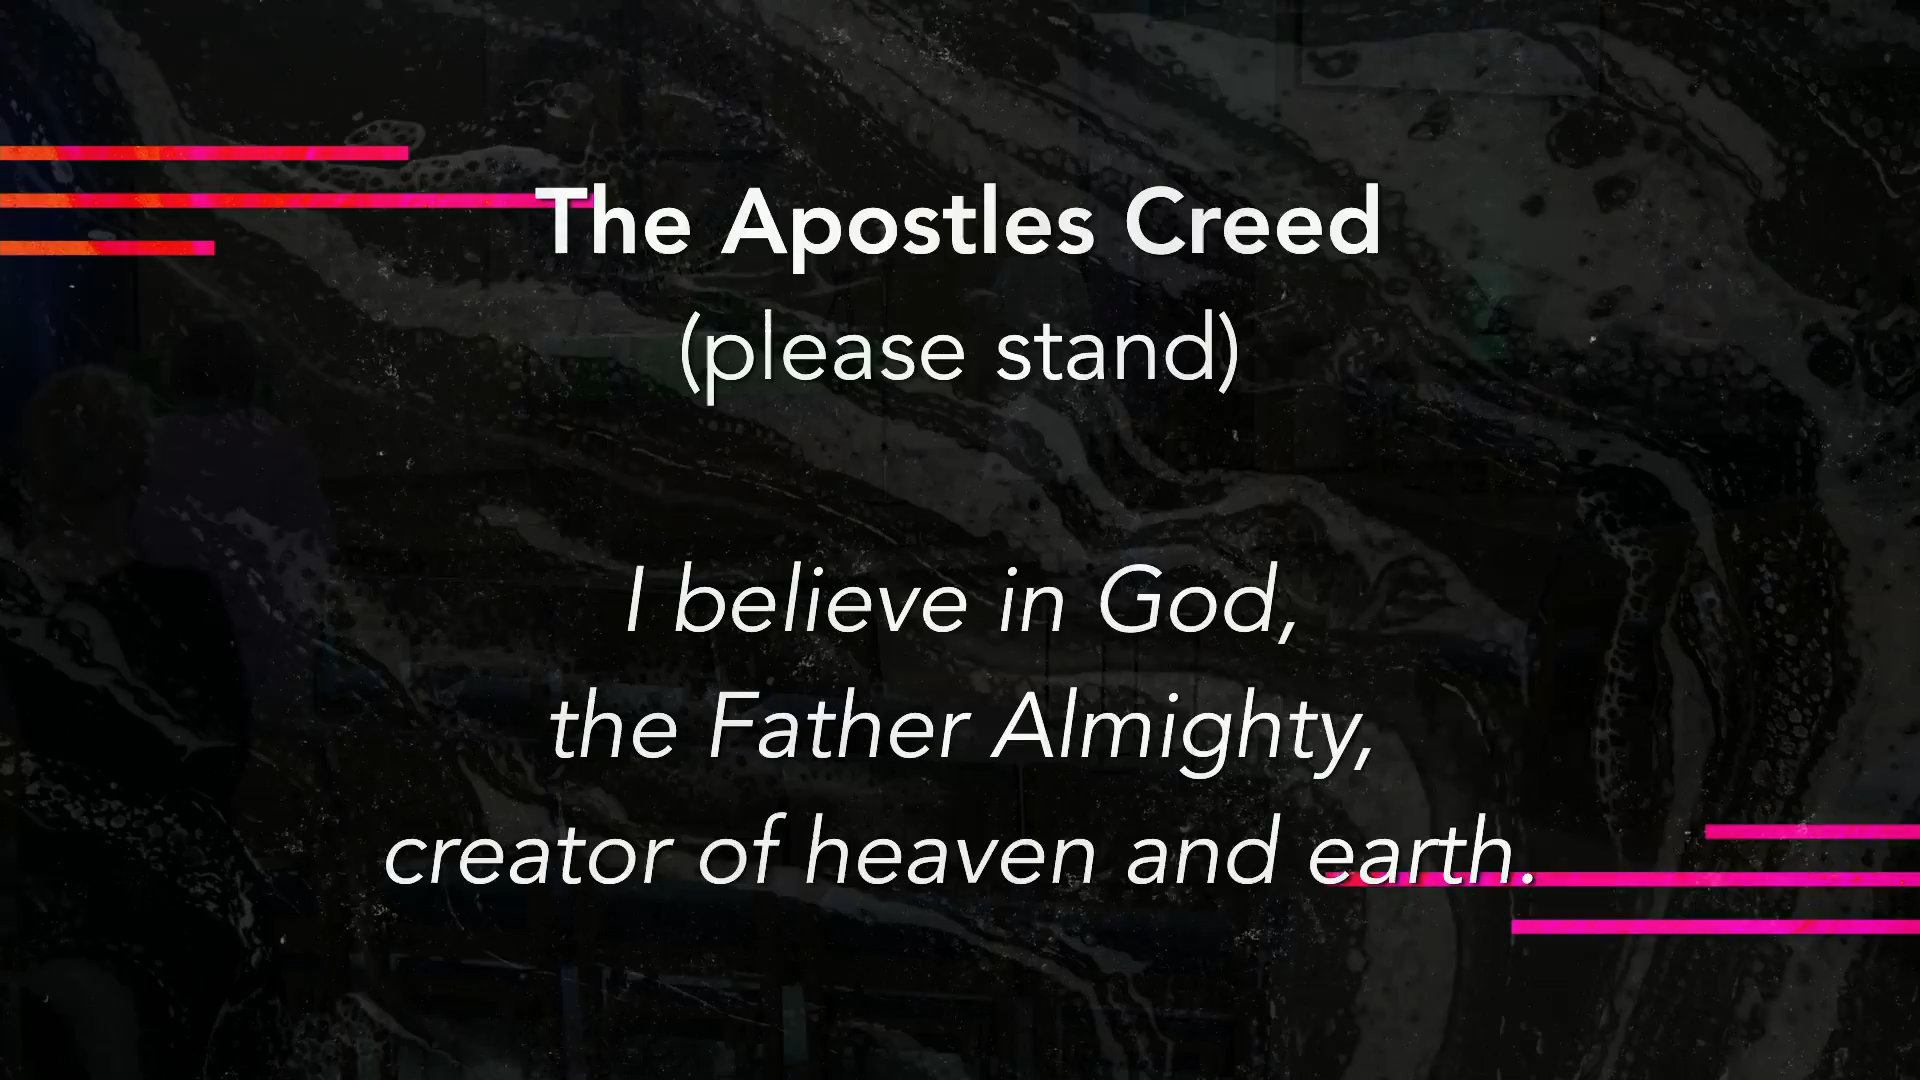 The Apostles Creed
(please stand)
I believe in God,
the Father Almighty,
creator of heaven and earth.